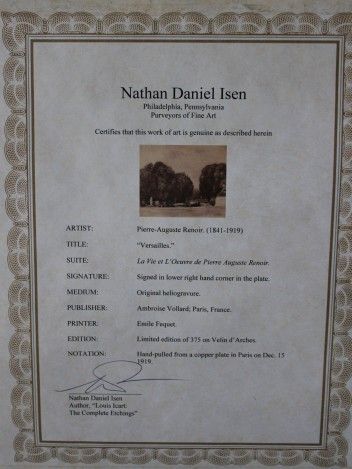 Nathan Daniel Isen
Philadelphia, Pennsylvania
Purveyors of Fine Art
Certifies that this work of art is genuine as described herein
ARTIST: Pierre-Auguste Renoir. (1841-1919)
TITLE: "Versailles."
SUITE: La Vie et L'Oeuvre de Pierre Auguste Renoir.
SIGNATURE: Signed in lower right hand corner in the plate.
MEDIUM: Original heliogravure.
PUBLISHER: Ambroise Vollard; Paris, France.
PRINTER: Emile Fequet.
EDITION: Limited edition of 375 on Velin d'Arches.
NOTATION: Hand-pulled from a copper plate in Paris on Dec. 15
1919.
Nathan Daniel Isen
Author, "Louis Icart:
The Complete Etchings"